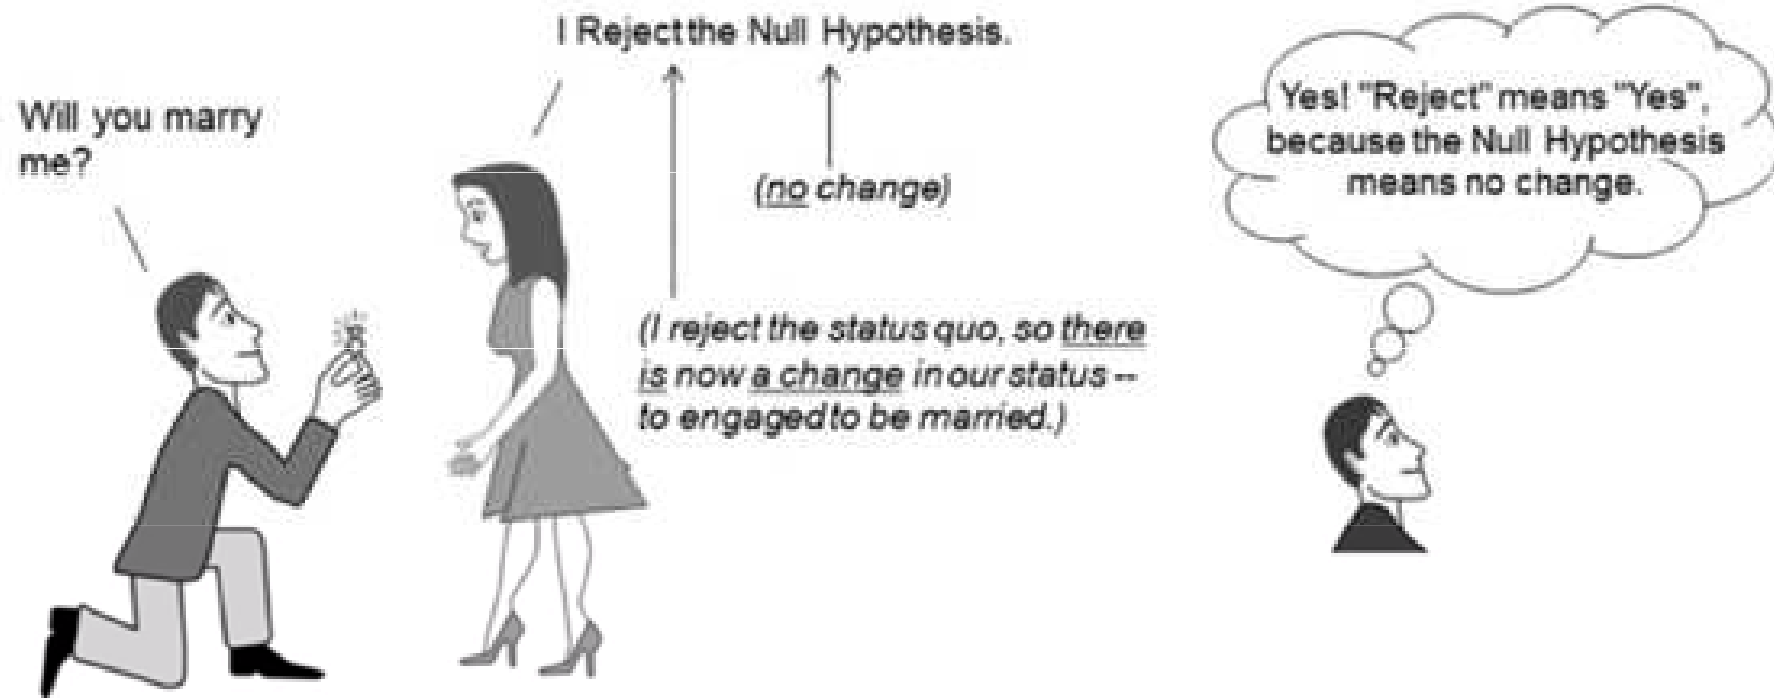 Will you marry
me?
I Reject the Null Hypothesis.
(no change)
(I reject the status quo, so there
is now a change in our status --
to engaged to be married.)
Yes! "Reject" means "Yes",
because the Null Hypothesis
means no change.